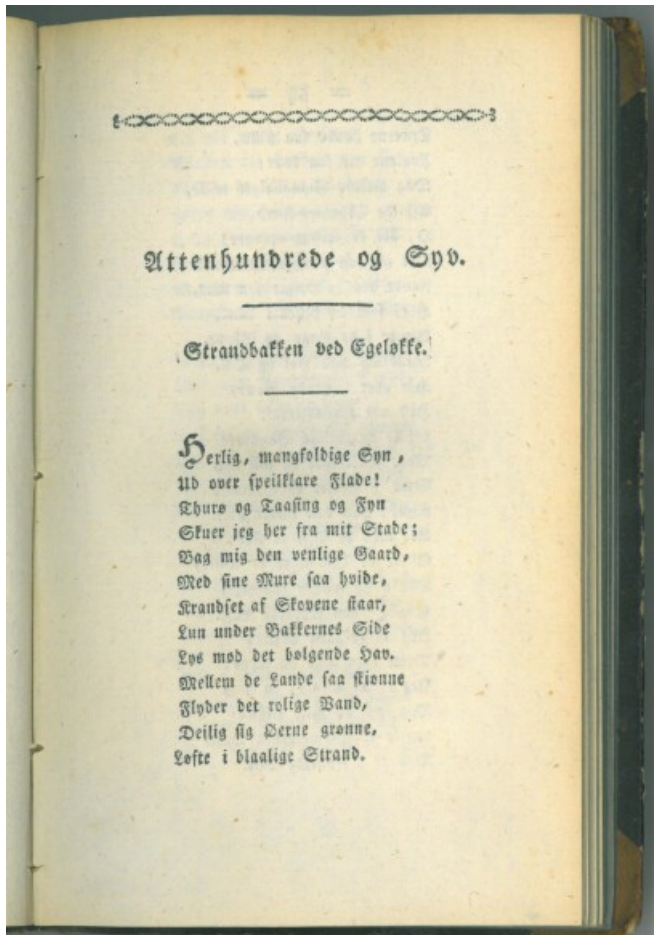 Attenhundrede og Syv.
(Strandbakken ved Egeløkke.)
Herlig, mangfoldige Syn,
Ud over speilklare Flade!
Thurø og Taasing og Fyn
Skuer jeg her fra mit Stade;
Bag mig den venlige Gaard,
Med sine Mure saa hvide,
Krandset af Skovene staar,
Lun under Bakkernes Side
Lys mod det bølgende Hav.
Mellem de Lande saa skiønne
Flyder det rolige Vand,
Deilig sig Øerne grønne,
Løfte i blaalige Strand.